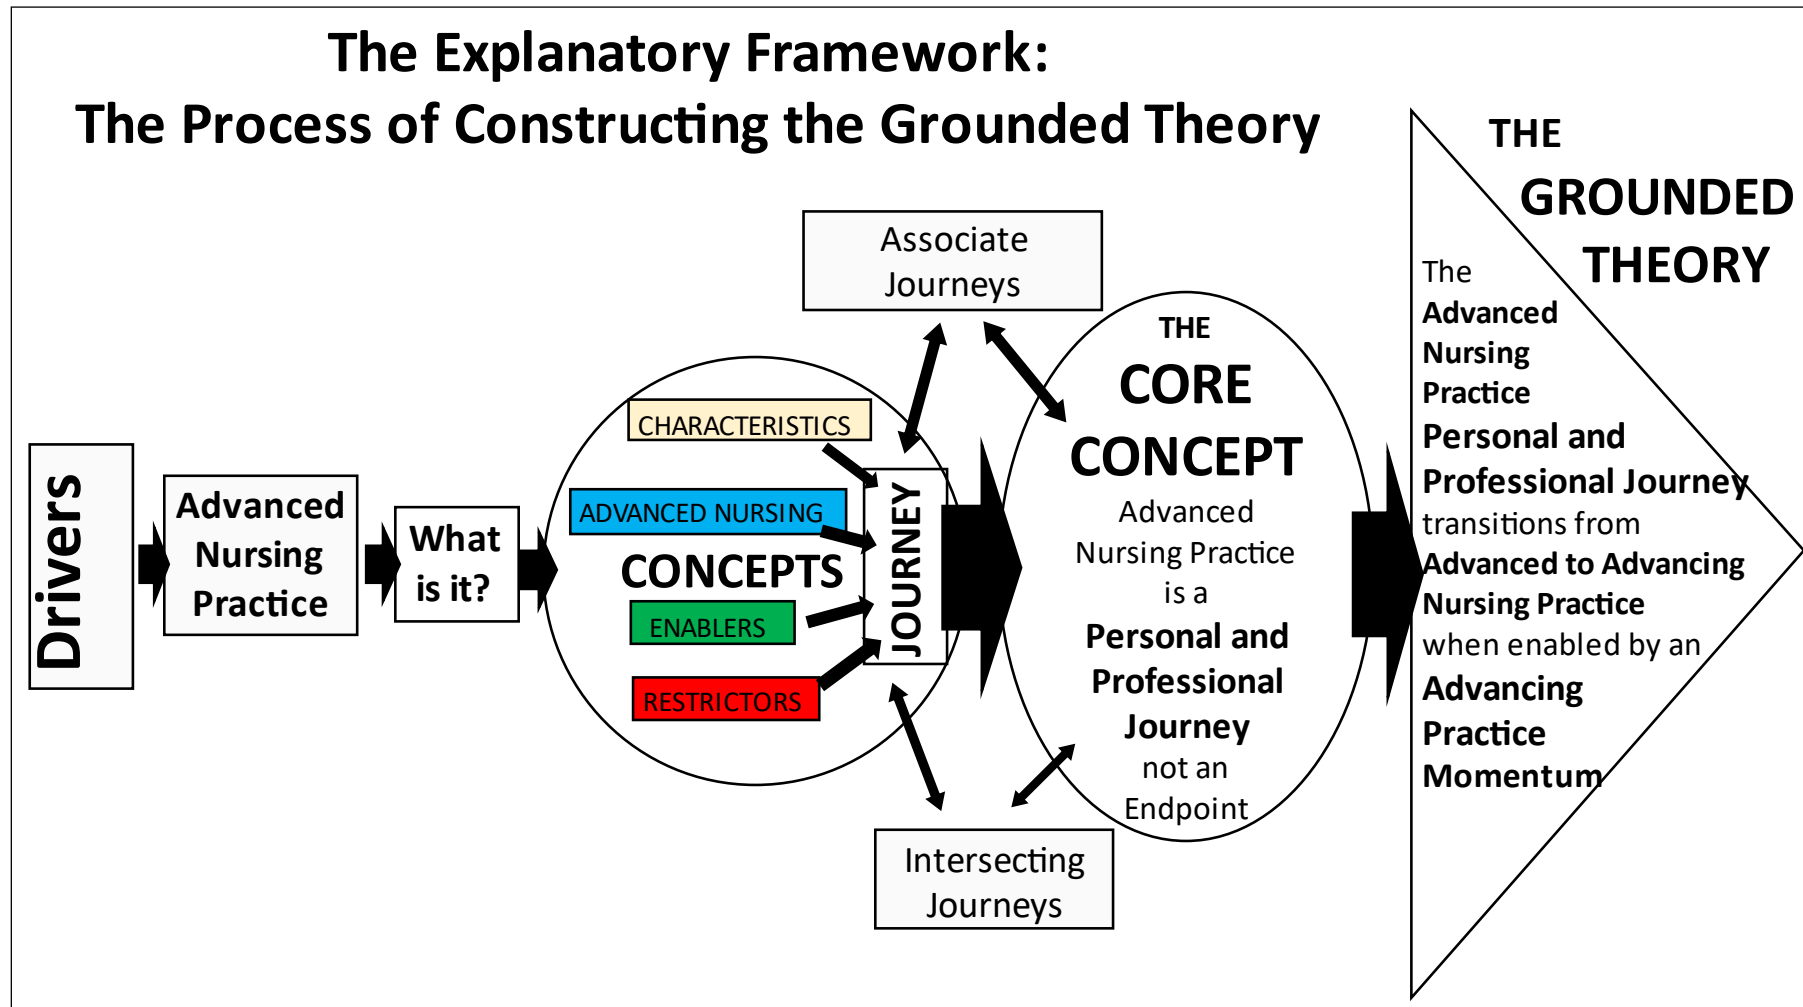 The Explanatory Framework:
The Process of Constructing the Grounded Theory
Drivers
Advanced
Nursing
Practice
What
is it?
CHARACTERISTICS
ADVANCED NURSING
CONCEPTS
ENABLERS
RESTRICTORS
JOURNEY
Associate
Journeys
Intersecting
Journeys
THE
CORE
CONCEPT
Advanced
Nursing Practice
is a
Personal and
Professional
Journey
not an
Endpoint
THE
GROUNDED
THEORY
The
Advanced
Nursing
Practice
Personal and
Professional Journey
transitions from
Advanced to Advancing
Nursing Practice
when enabled by an
Advancing
Practice
Momentum